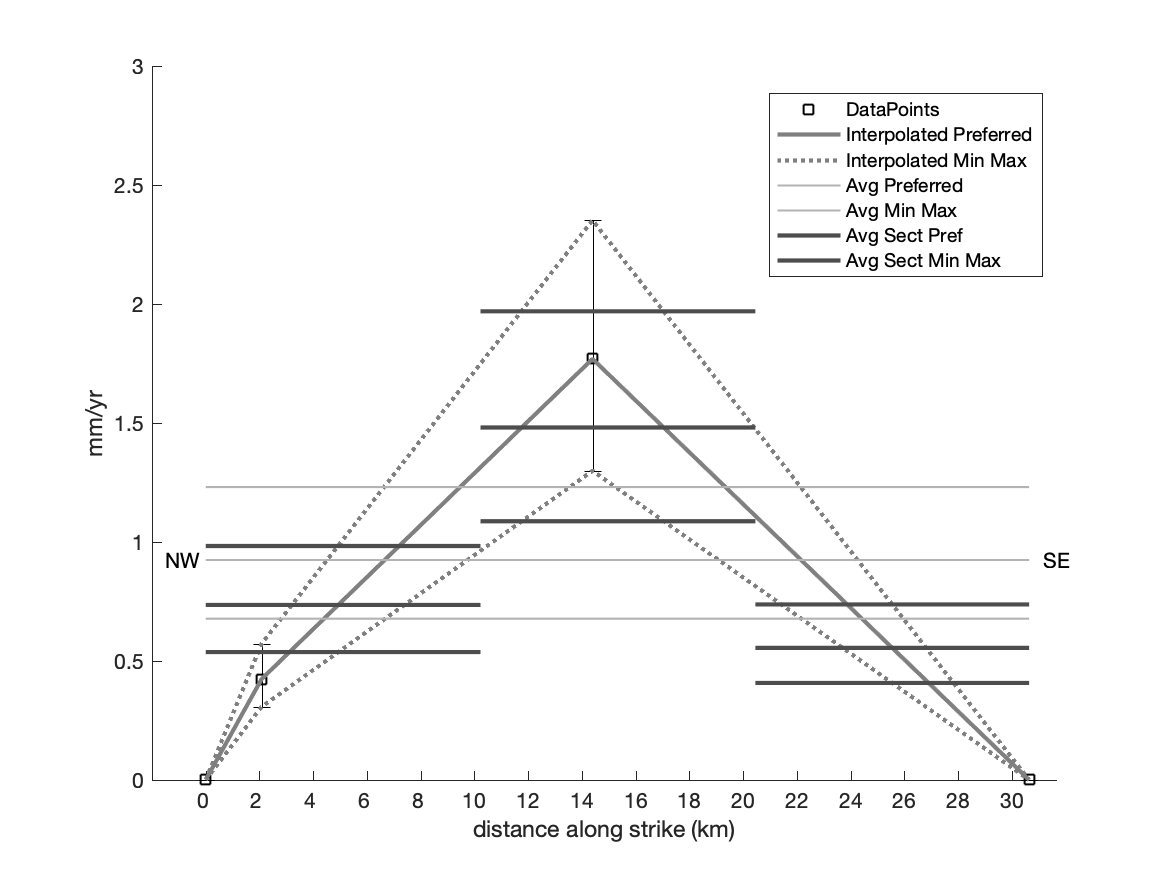 3
2.5
2
1.5
1
0.5
0
mm/yr
NW
SE
DataPoints
Interpolated Preferred
Interpolated Min Max
Avg Preferred
Avg Min Max
Avg Sect Pref
Avg Sect Min Max
0 2 4 6 8 10 12 14 16 18 20 22 24 26 28 30
distance along strike (km)